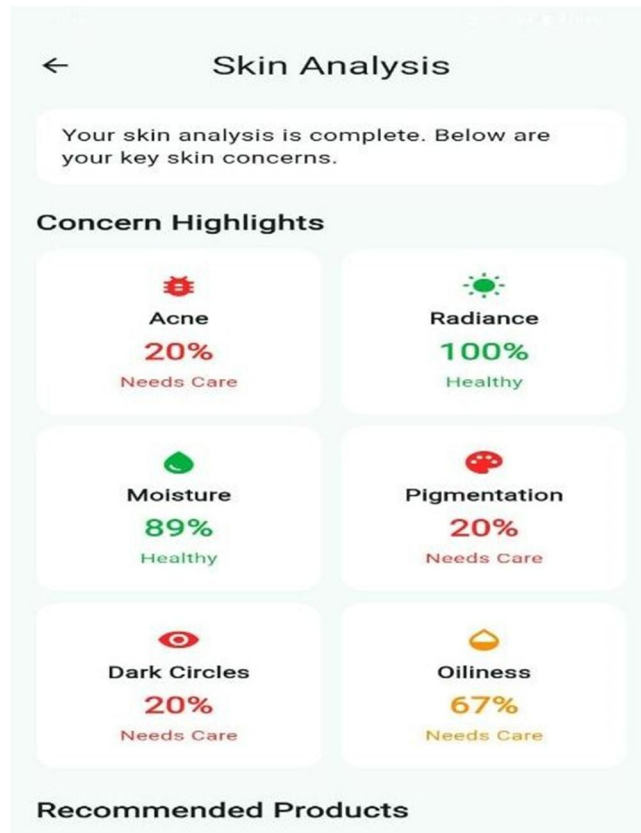 Skin Analysis
Your skin analysis is complete. Below are
your key skin concerns.
Concern Highlights
Acne
20%
Needs Care
Radiance
100%
Healthy
Moisture
89%
Healthy
Pigmentation
20%
Needs Care
Dark Circles
20%
Needs Care
Oiliness
67%
Needs Care
Recommended Products